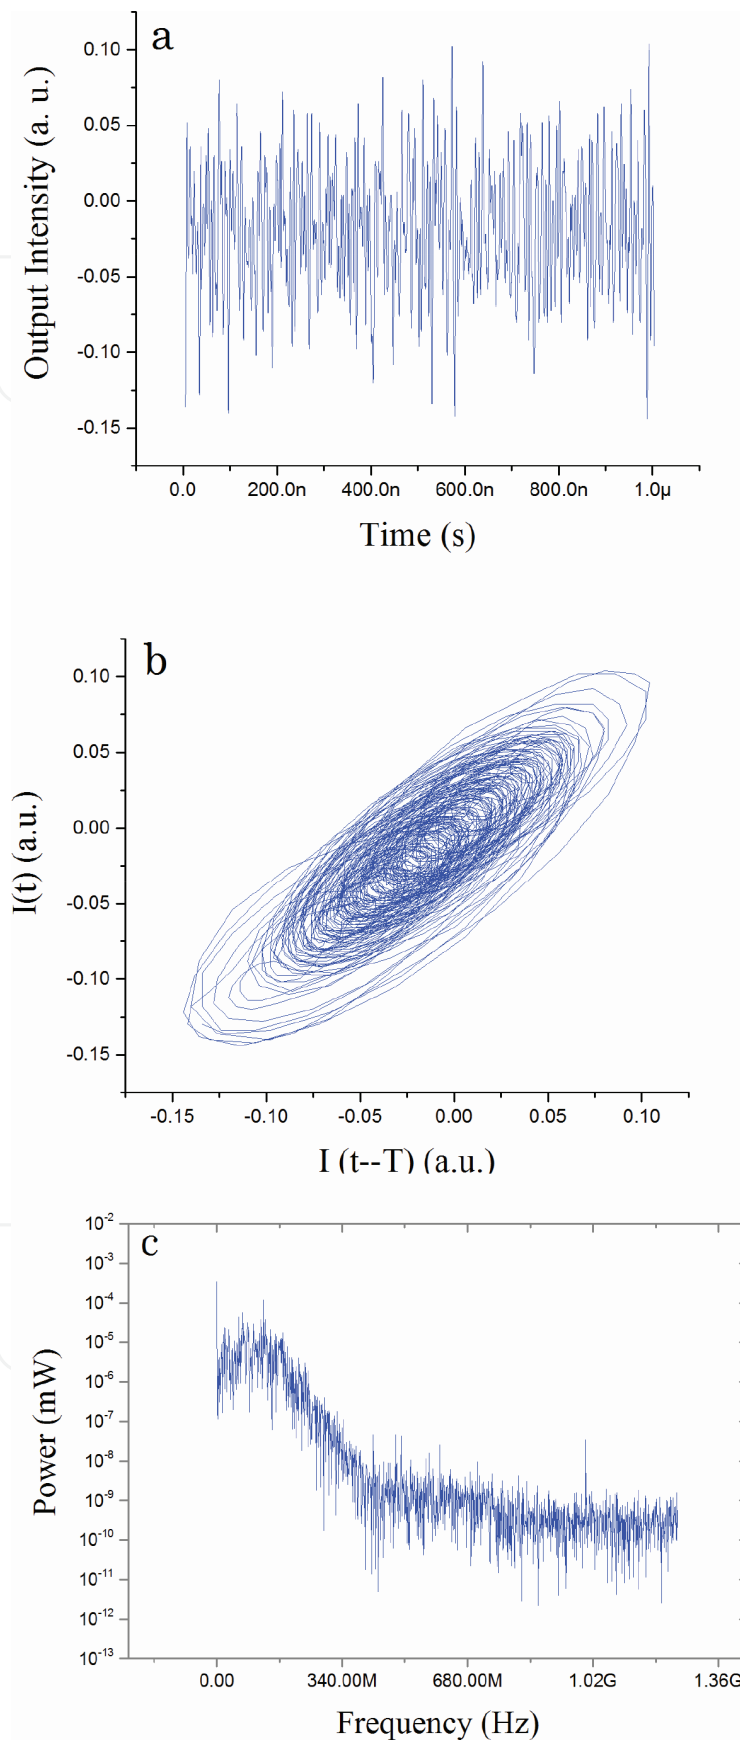 a
0.10
0.05
0.00
-0.05
-0.10
-0.15
Output Intensity (a. u.)
0.0 200.0n 400.0n 600.0n 800.0n 1.0µ
Time (s)
b
0.10
0.05
0.00
-0.05
-0.10
-0.15
I(t) (a.u.)
-0.15 -0.10 -0.05 0.00 0.05 0.10
I (t--T) (a.u.)
c
10⁻²
10⁻³
10⁻⁴
10⁻⁵
10⁻⁶
10⁻⁷
10⁻⁸
10⁻⁹
10⁻¹⁰
10⁻¹¹
10⁻¹²
10⁻¹³
Power (mW)
0.00 340.00M 680.00M 1.02G 1.36G
Frequency (Hz)